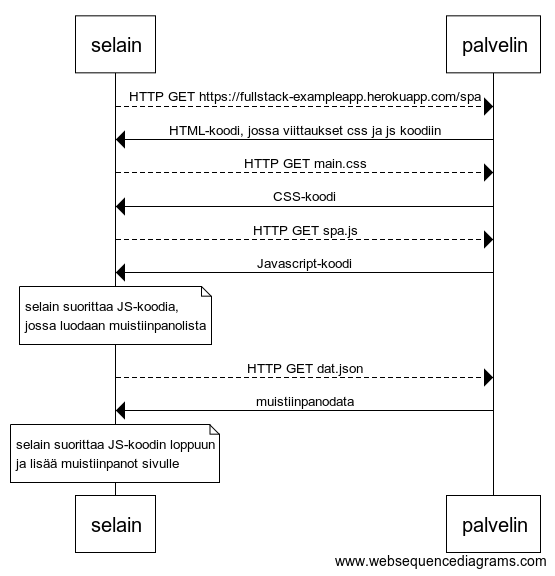 selain
palvelin
HTTP GET https://fullstack-exampleapp.herokuapp.com/spa
HTML-koodi, jossa viittaukset css ja js koodiin
HTTP GET main.css
CSS-koodi
HTTP GET spa.js
Javascript-koodi
selain suorittaa JS-koodia,
jossa luodaan muistiinpanolista
HTTP GET dat.json
muistiinpanodata
selain suorittaa JS-koodin loppuun
ja lisää muistiinpanot sivulle
selain
palvelin
www.websequencediagrams.com